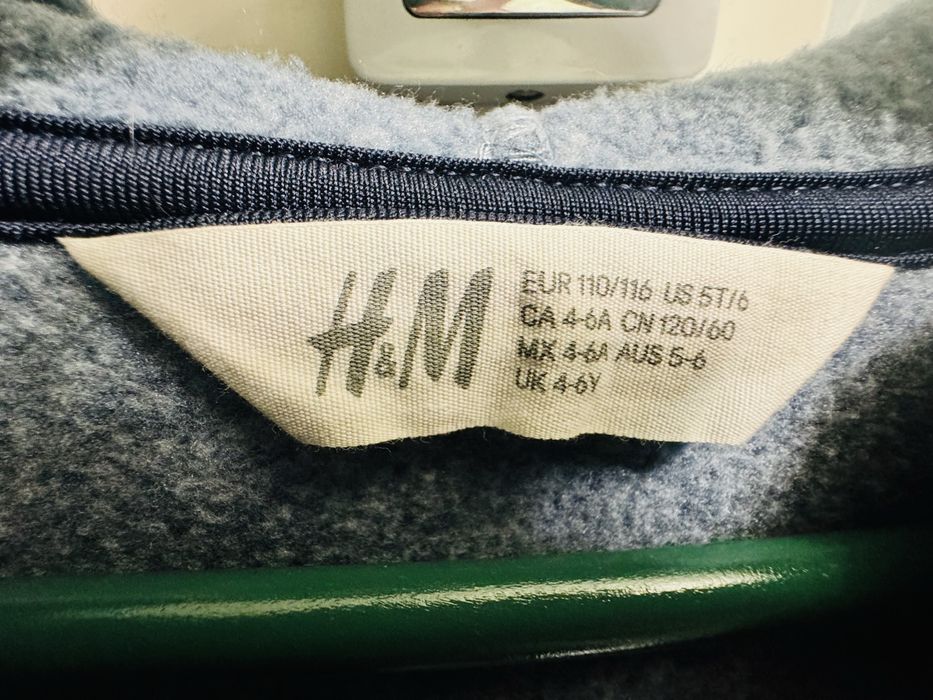 H&M
EUR 110/116 US 5T/6
CA 4-6A CN 120/60
MX 4-6A AUS 5-6
UK 4-6Y